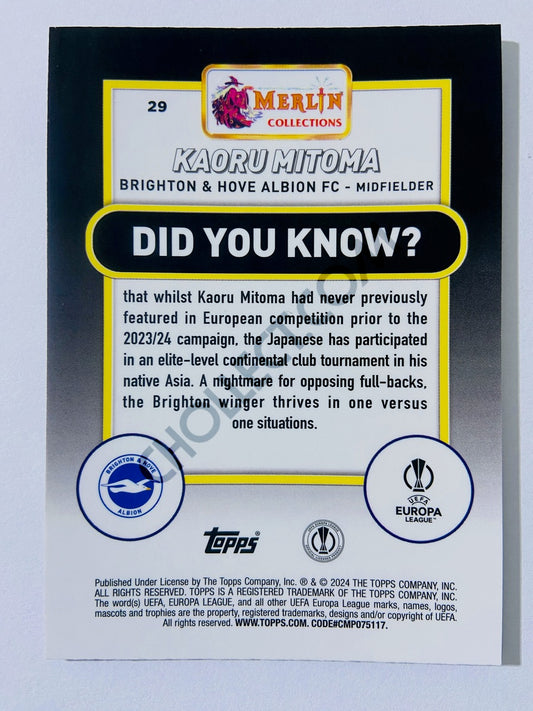 29
MERLIN
COLLECTIONS
KAORU MITOMA
BRIGHTON & HOVE ALBION FC - MIDFIELDER
DID YOU KNOW?
that whilst Kaoru Mitoma had never previously
featured in European competition prior to the
2023/24 campaign, the Japanese has participated
in an elite-level continental club tournament in his
native Asia. A nightmare for opposing full-backs,
the Brighton winger thrives in one versus
one situations.
CHOLLECT.COM
BRIGHTON & HOVE
ALBION
UEFA
EUROPA
LEAGUE™
topps®
Published Under License by The Topps Company, Inc. ® & © 2024 THE TOPPS COMPANY, INC.
ALL RIGHTS RESERVED. TOPPS IS A REGISTERED TRADEMARK OF THE TOPPS COMPANY, INC.
The word(s) UEFA, EUROPA LEAGUE, and all other UEFA Europa League marks, names, logos,
mascots and trophies are the property, registered trademarks, designs and/or copyright of UEFA.
All rights reserved. WWW.TOPPS.COM. CODE#CMP075117.